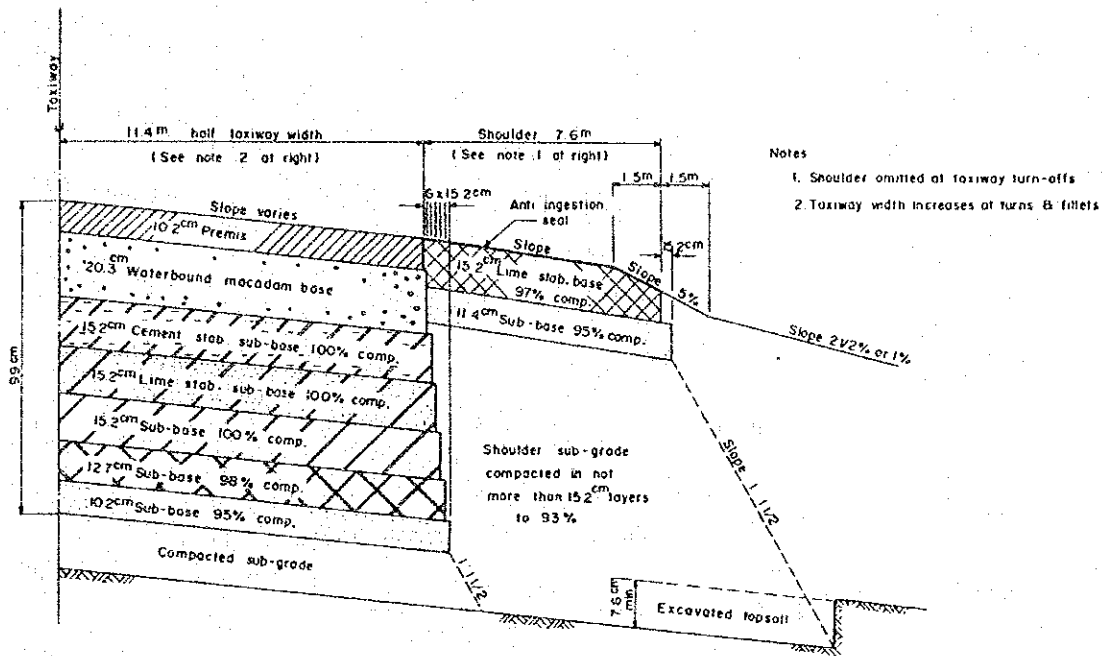 Taxiway
11.4m half taxiway width
(See note 2 at right)
Shoulder 7.6m
(See note 1 at right)
Notes
1. Shoulder omitted at taxiway turn-offs
2. Taxiway width increases at turns & fillets
1.5m
1.5m
6x15.2cm
Anti ingestion
seal
Slope varies
Slope
10.2cm Premix
15.2cm
15.2cm Lime stab. base
97% comp.
Slope 5%
20.3cm Waterbound macadam base
11.4cm Sub-base 95% comp.
Slope 2 1/2% or 1%
99cm
15.2cm Cement stab. sub-base 100% comp.
15.2cm Lime stab. sub-base 100% comp.
15.2cm Sub-base 100% comp.
12.7cm Sub-base 98% comp.
10.2cm Sub-base 95% comp.
Shoulder sub-grade
compacted in not
more than 15.2cm layers
to 93%
Slope 1 1 1/2
Compacted sub-grade
1 1 1/2
7.6cm
min
Excavated topsoil